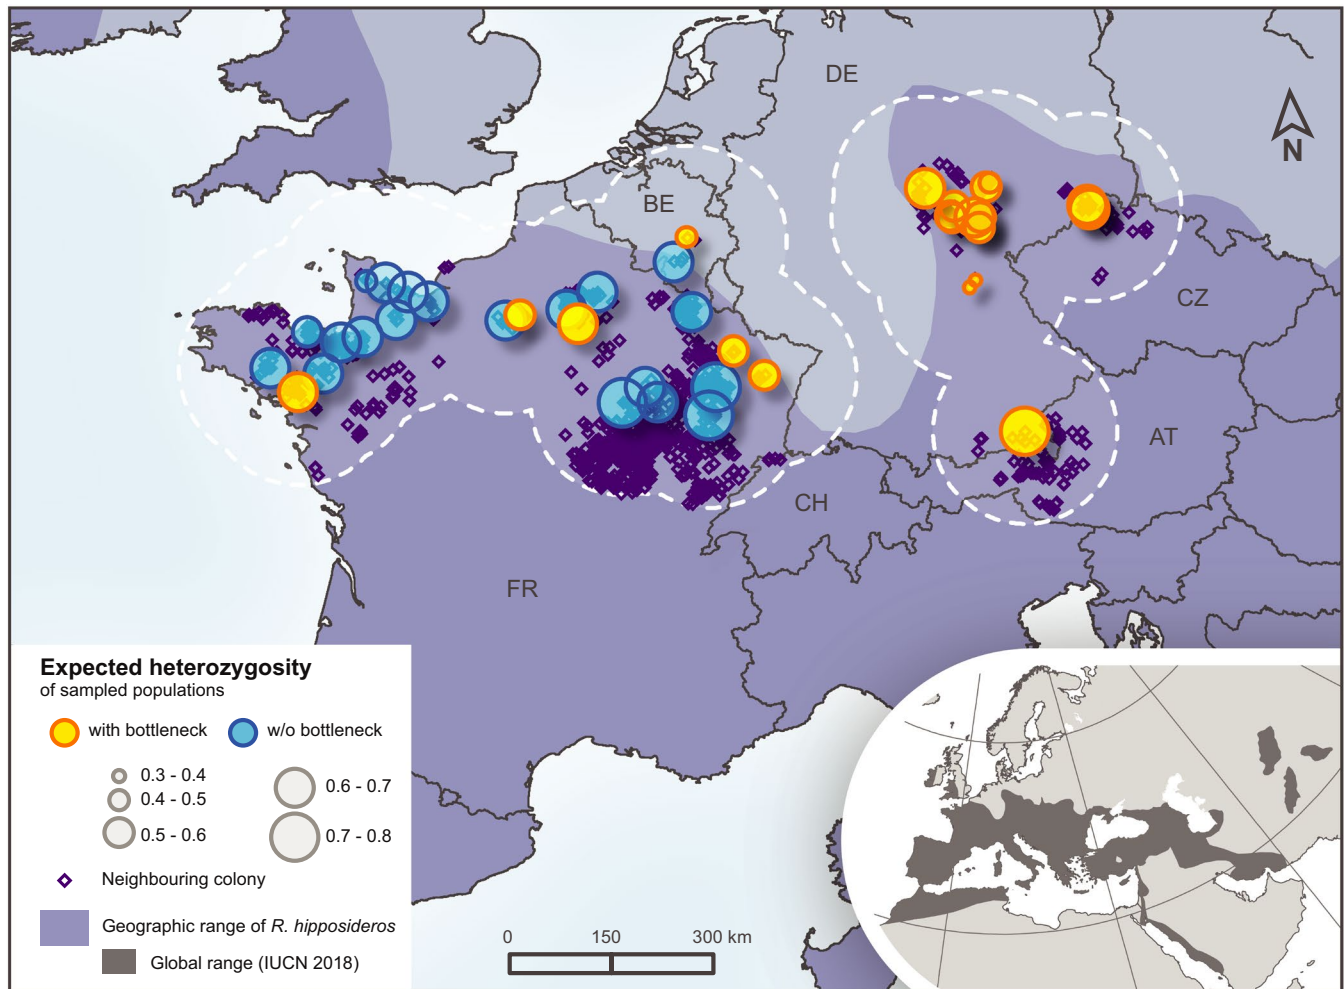 DE
N
BE
CZ
AT
CH
FR
Expected heterozygosity
of sampled populations
with bottleneck
w/o bottleneck
0.3 - 0.4
0.4 - 0.5
0.5 - 0.6
0.6 - 0.7
0.7 - 0.8
Neighbouring colony
Geographic range of R. hipposideros
Global range (IUCN 2018)
0 150 300 km